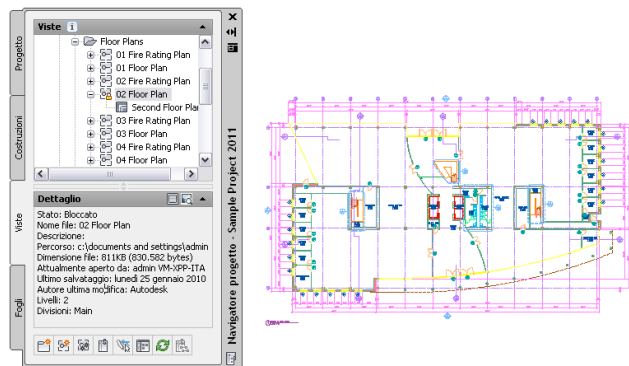 Viste
Floor Plans
01 Fire Rating Plan
01 Floor Plan
02 Fire Rating Plan
02 Floor Plan
Second Floor Pla
03 Fire Rating Plan
03 Floor Plan
04 Fire Rating Plan
04 Floor Plan
Dettaglio
Stato: Bloccato
Nome file: 02 Floor Plan
Descrizione:
Percorso: c:\documents and settings\admin
Dimensione file: 811KB (830.582 bytes)
Attualmente aperto da: admin VM-XPP-ITA
Ultimo salvataggio: lunedì 25 gennaio 2010
Autore ultima modifica: Autodesk
Livelli: 2
Divisioni: Main
Progetto
Costruzioni
Viste
Fogli
Navigatore progetto - Sample Project 2011